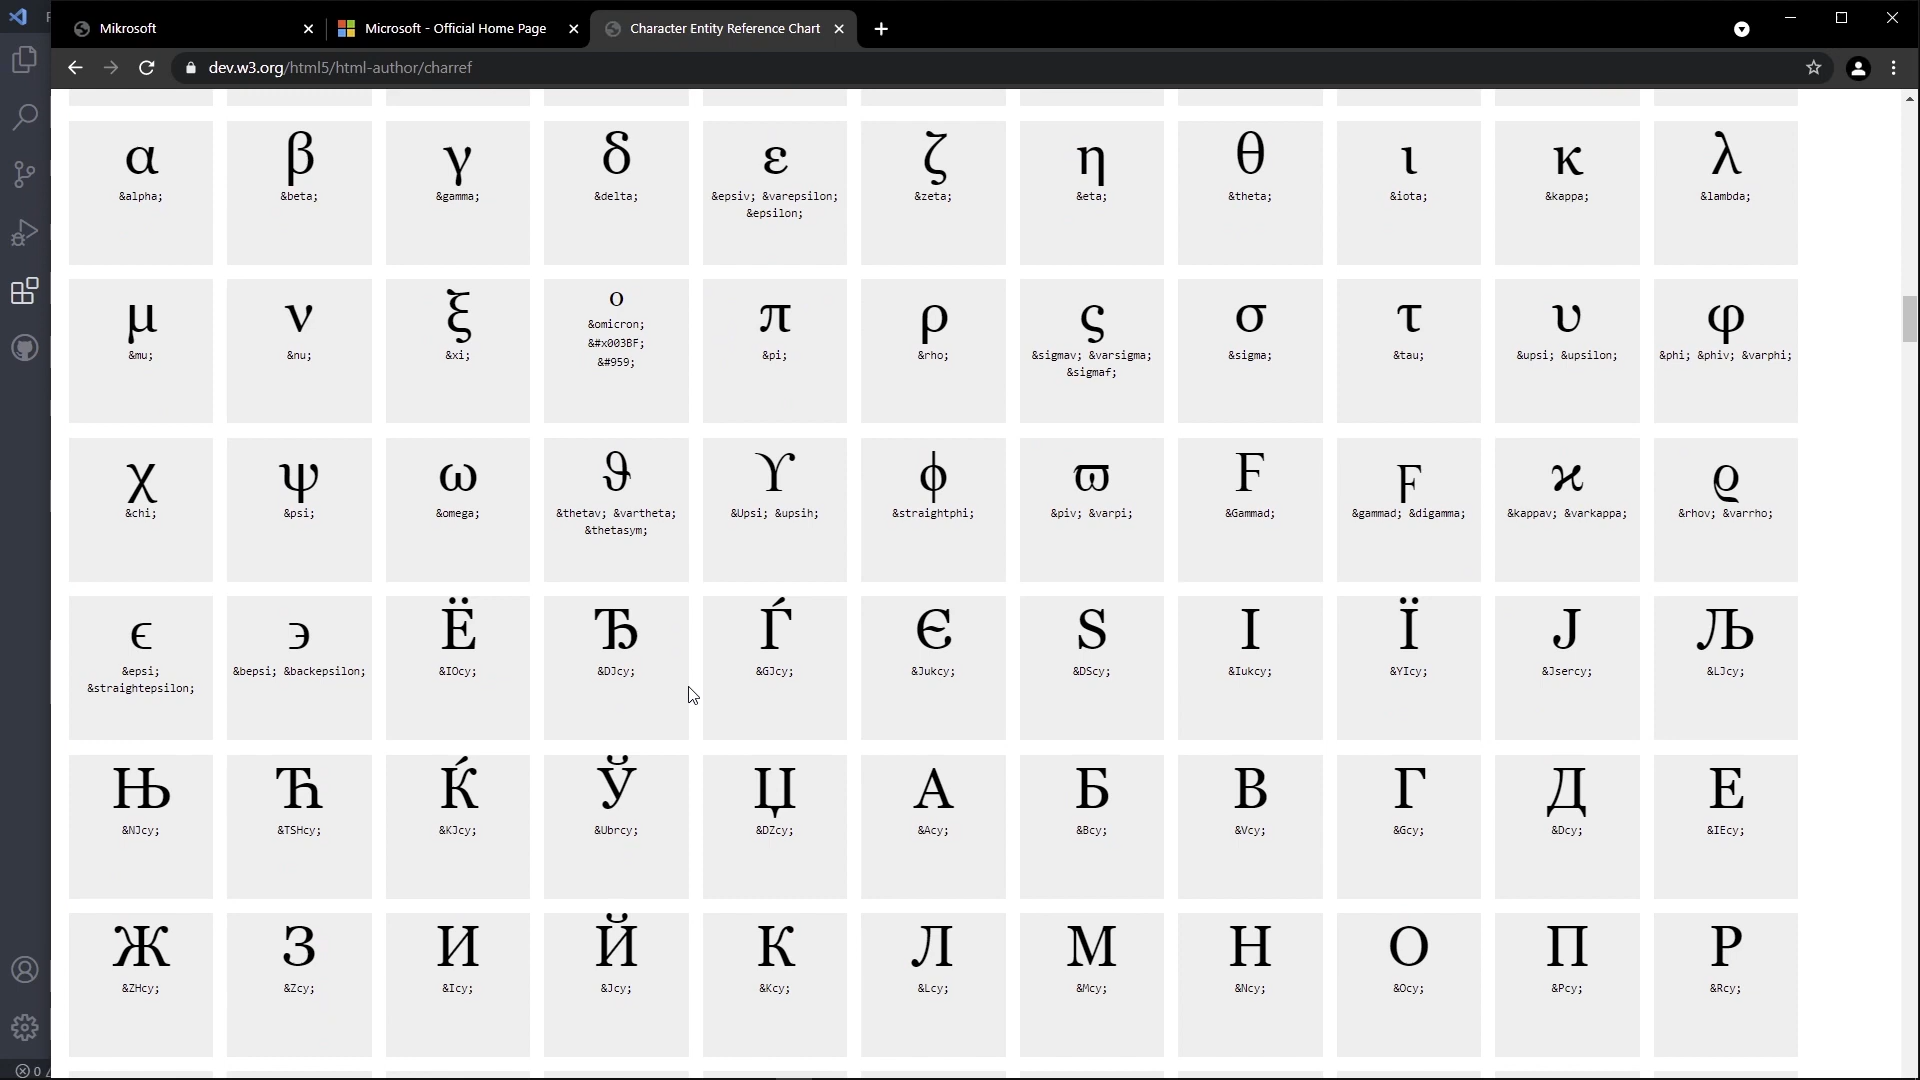 Mikrosoft
Microsoft - Official Home Page
Character Entity Reference Chart
dev.w3.org/html5/html-author/charref
α β γ δ ε ζ η θ ι κ λ
&alpha; &beta; &gamma; &delta; &epsiv; &varepsilon; &epsilon; &zeta; &eta; &theta; &iota; &kappa; &lambda;
μ ν ξ ο π ρ ς σ τ υ φ
&mu; &nu; &xi; &omicron; &#x003BF; &#959; &pi; &rho; &sigmav; &varsigma; &sigmaf; &sigma; &tau; &upsi; &upsilon; &phi; &phiv; &varphi;
χ ψ ω ϑ ϒ ϕ ϖ Ϝ ϝ ϰ ϱ
&chi; &psi; &omega; &thetav; &vartheta; &thetasym; &Upsi; &upsih; &straightphi; &piv; &varpi; &Gammad; &gammad; &digamma; &kappav; &varkappa; &rhov; &varrho;
ϵ ϶ Ё Ђ Ѓ Є Ѕ І Ї Ј Љ
&epsi; &straightepsilon; &bepsi; &backepsilon; &IOcy; &DJcy; &GJcy; &Jukcy; &DScy; &Iukcy; &YIcy; &Jsercy; &LJcy;
Њ Ћ Ќ Ў Џ А Б В Г Д Е
&NJcy; &TSHcy; &KJcy; &Ubrcy; &DZcy; &Acy; &Bcy; &Vcy; &Gcy; &Dcy; &IEcy;
Ж З И Й К Л М Н О П Р
&ZHcy; &Zcy; &Icy; &Jcy; &Kcy; &Lcy; &Mcy; &Ncy; &Ocy; &Pcy; &Rcy;
0